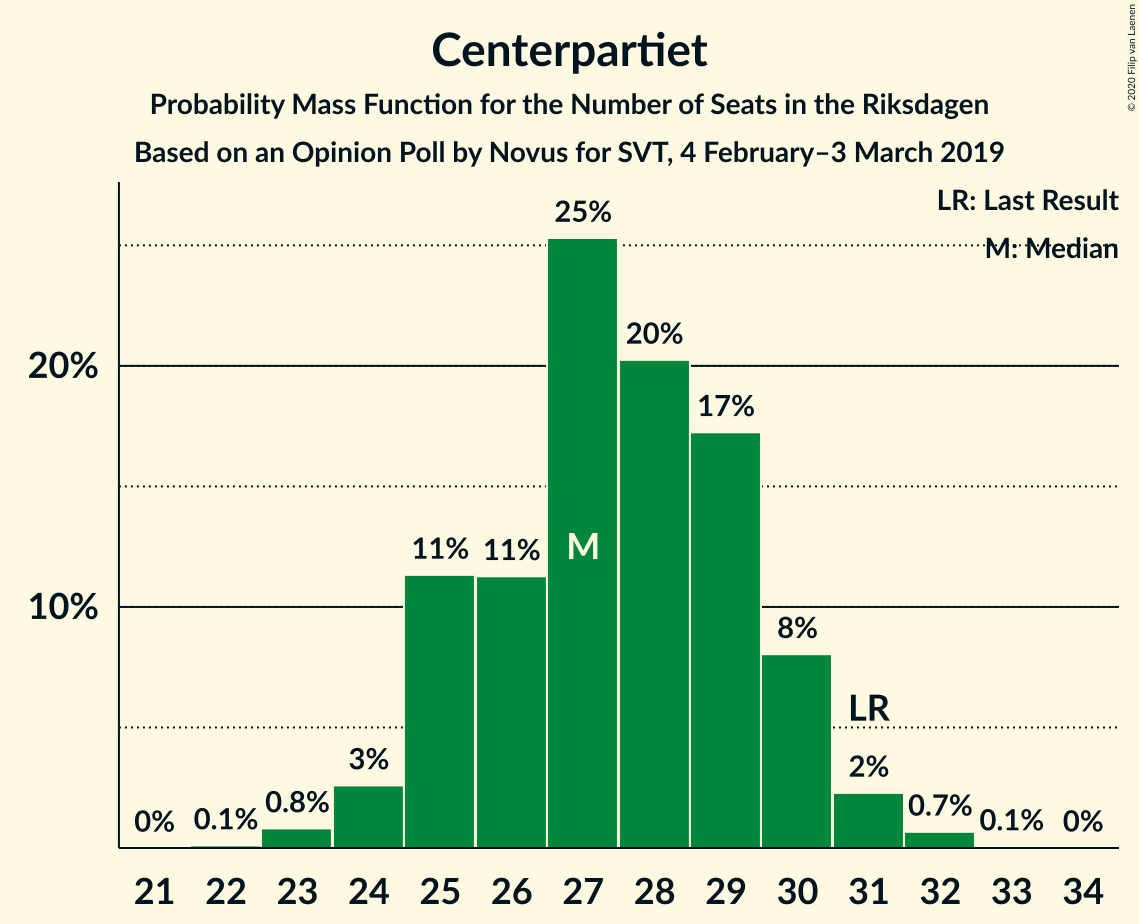 Centerpartiet
Probability Mass Function for the Number of Seats in the Riksdagen
Based on an Opinion Poll by Novus for SVT, 4 February–3 March 2019
© 2020 Filip van Laenen
LR: Last Result
M: Median
20%
10%
0%
0.1%
0.8%
3%
11%
11%
25%
M
20%
17%
8%
LR
2%
0.7%
0.1%
0%
21 22 23 24 25 26 27 28 29 30 31 32 33 34